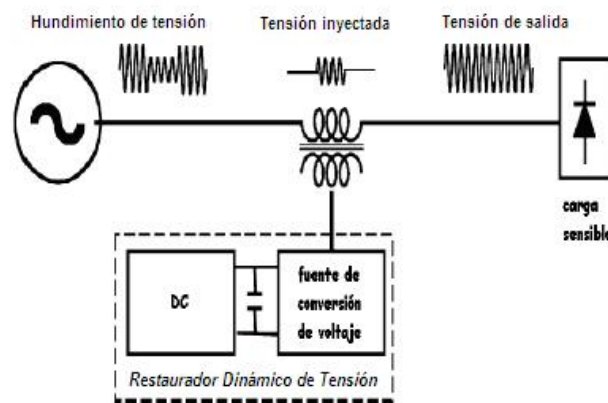 Hundimiento de tensión
Tensión inyectada
Tensión de salida
carga
sensible
DC
fuente de
conversión
de voltaje
Restaurador Dinámico de Tensión